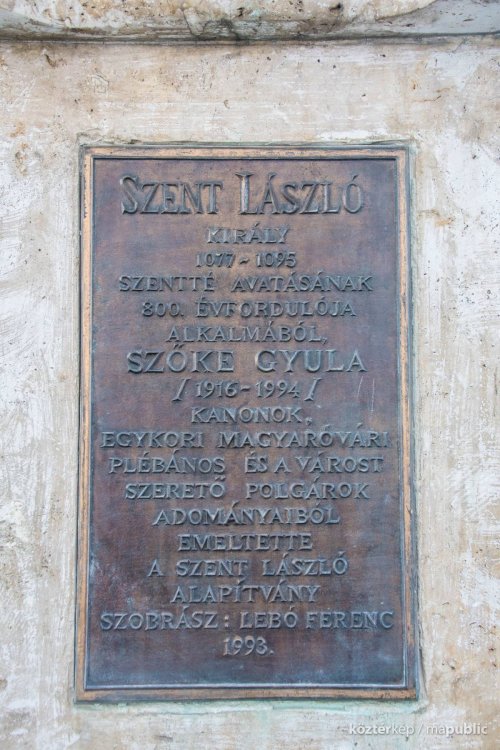 SZENT LÁSZLÓ
KIRÁLY
1077-1095
SZENTTÉ AVATÁSÁNAK
800. ÉVFORDULÓJA
ALKALMÁBÓL,
SZŐKE GYULA
/1916-1994/
KANONOK,
EGYKORI MAGYARÓVÁRI
PLÉBÁNOS ÉS A VÁROST
SZERETŐ POLGÁROK
ADOMÁNYAIBÓL
EMELTETTE
A SZENT LÁSZLÓ
ALAPÍTVÁNY
SZOBRÁSZ: LEBÓ FERENC
1993.
közterkep / mapublic